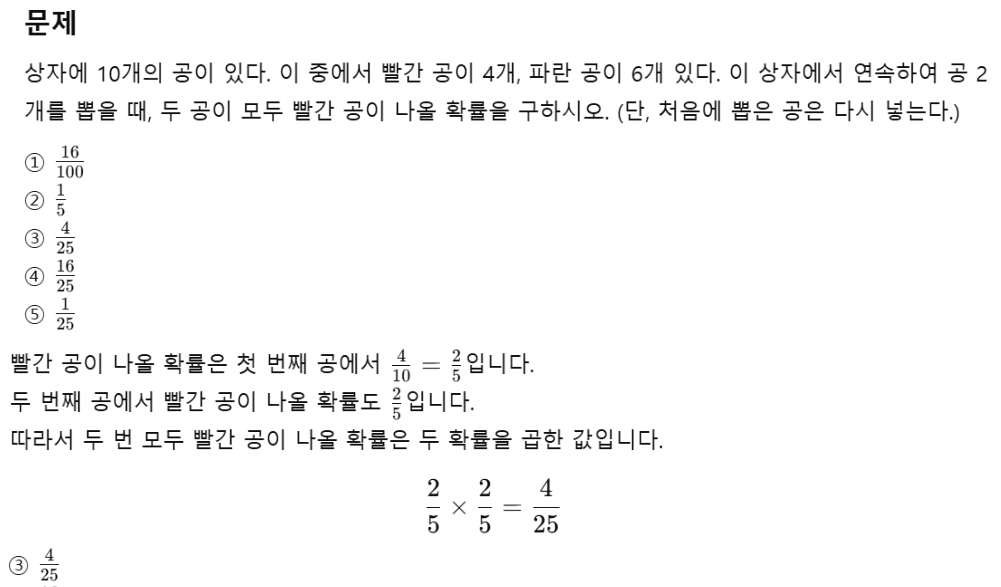 문제
상자에 10개의 공이 있다. 이 중에서 빨간 공이 4개, 파란 공이 6개 있다. 이 상자에서 연속하여 공 2
개를 뽑을 때, 두 공이 모두 빨간 공이 나올 확률을 구하시오. (단, 처음에 뽑은 공은 다시 넣는다.)
① 16/100
② 1/5
③ 4/25
④ 16/25
⑤ 1/25
빨간 공이 나올 확률은 첫 번째 공에서 4/10 = 2/5입니다.
두 번째 공에서 빨간 공이 나올 확률도 2/5입니다.
따라서 두 번 모두 빨간 공이 나올 확률은 두 확률을 곱한 값입니다.
2/5 × 2/5 = 4/25
③ 4/25